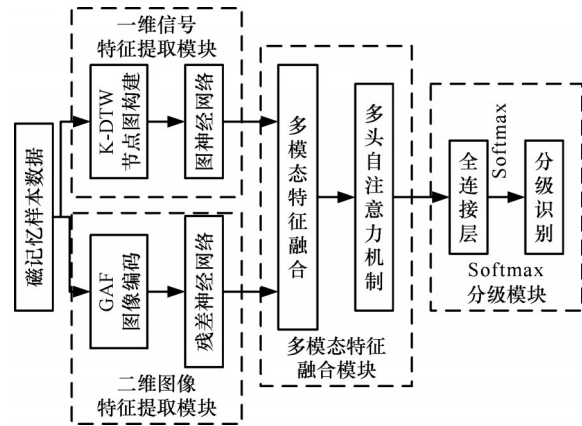 一维信号
特征提取模块
K-DTW
节点图构建
图神经网络
磁记忆样本数据
GAF
图像编码
残差神经网络
二维图像
特征提取模块
多模态特征融合
多头自注意力机制
多模态特征
融合模块
全连接层
Softmax
分级识别
Softmax
分级模块